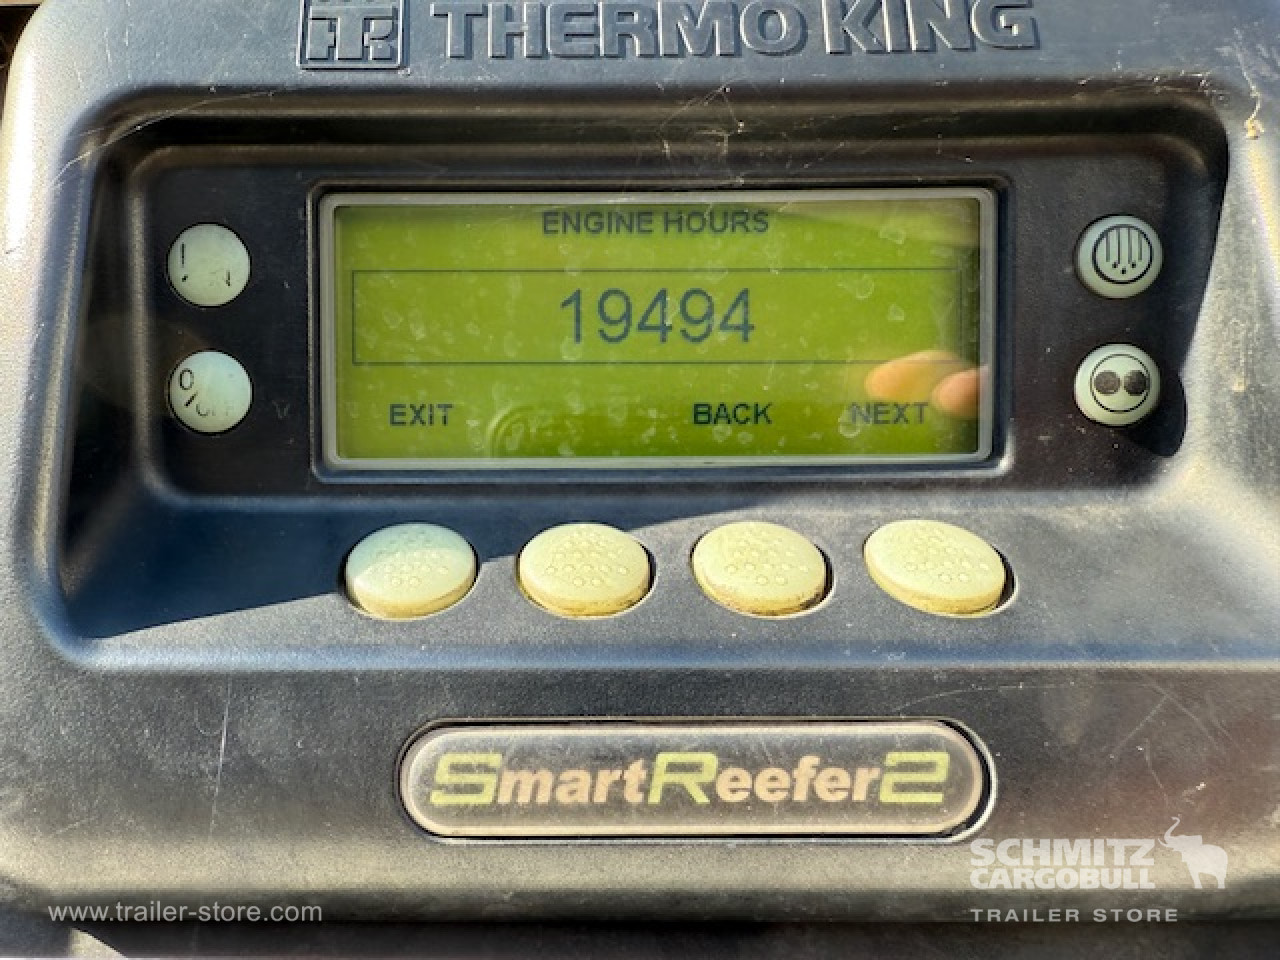 THERMO KING
ENGINE HOURS
19494
EXIT BACK NEXT
SmartReefer2
SCHMITZ
CARGOBULL
www.trailer-store.com
TRAILER STORE